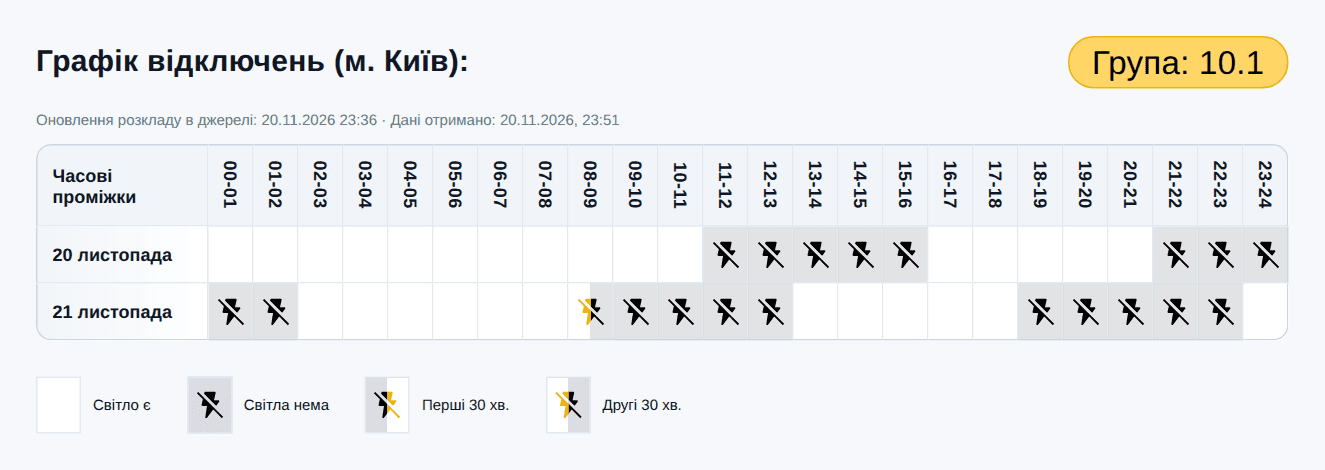 Графік відключень (м. Київ):
Група: 10.1
Оновлення розкладу в джерелі: 20.11.2026 23:36 · Дані отримано: 20.11.2026, 23:51
Часові
проміжки
00-01 01-02 02-03 03-04 04-05 05-06 06-07 07-08 08-09 09-10 10-11 11-12 12-13 13-14 14-15 15-16 16-17 17-18 18-19 19-20 20-21 21-22 22-23 23-24
20 листопада
21 листопада
Світло є
Світла нема
Перші 30 хв.
Другі 30 хв.